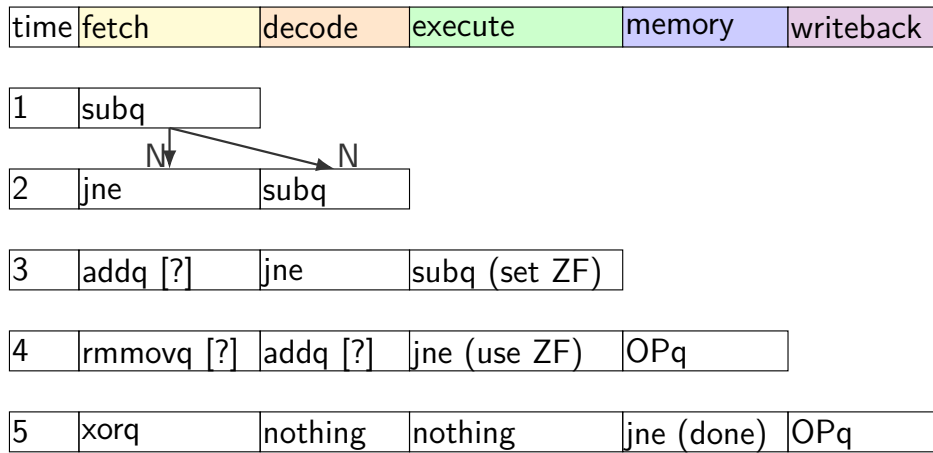 time fetch decode execute memory writeback
1 subq
N N
2 jne subq
3 addq [?] jne subq (set ZF)
4 rmmovq [?] addq [?] jne (use ZF) OPq
5 xorq nothing nothing jne (done) OPq